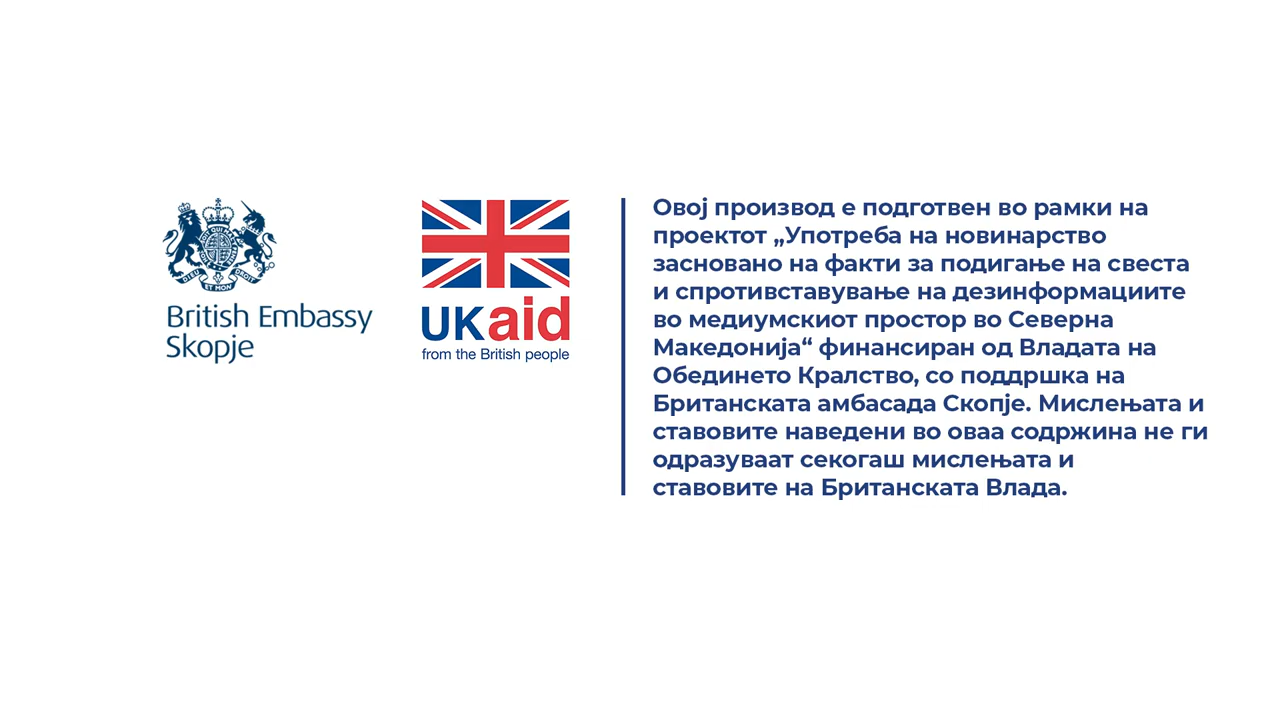 British Embassy
Skopje
UKaid
from the British people
Овој производ е подготвен во рамки на
проектот „Употреба на новинарство
засновано на факти за подигање на свеста
и спротивставување на дезинформациите
во медиумскиот простор во Северна
Македонија“ финансиран од Владата на
Обединето Кралство, со поддршка на
Британската амбасада Скопје. Мислењата и
ставовите наведени во оваа содржина не ги
одразуваат секогаш мислењата и
ставовите на Британската Влада.